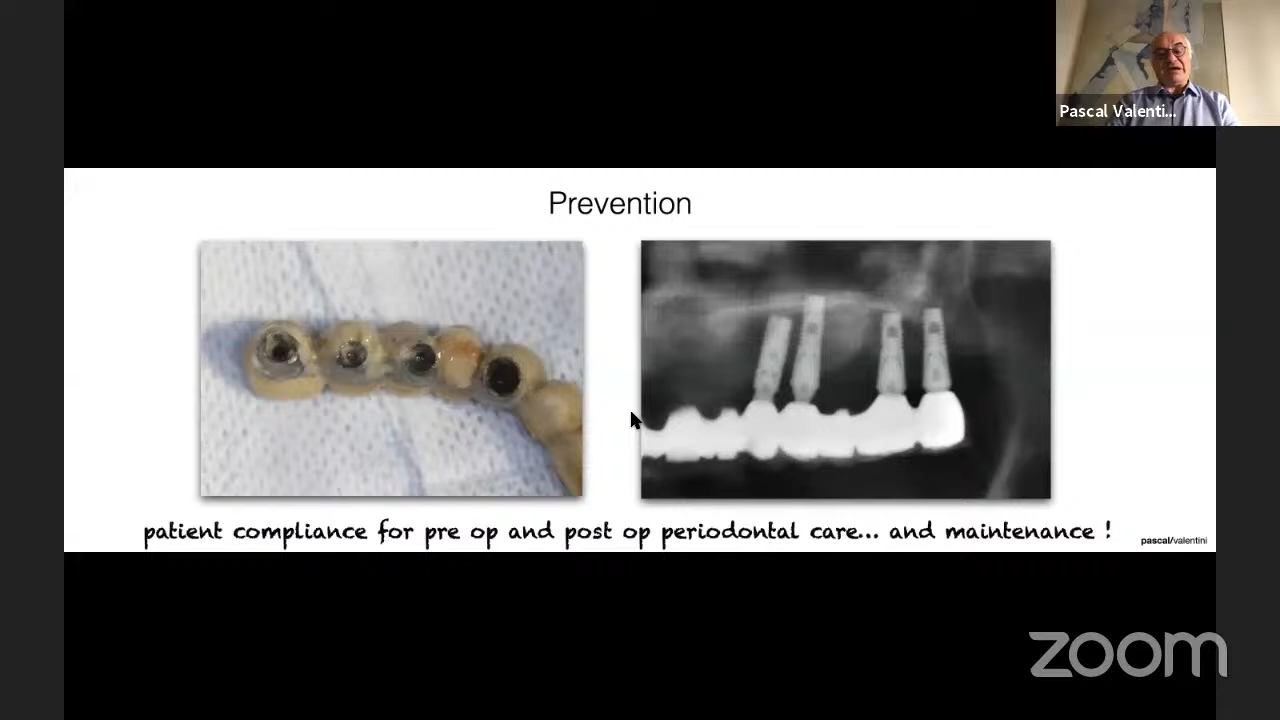 Pascal Valenti...
Prevention
patient compliance for pre op and post op periodontal care... and maintenance !
pascal/valentini
zoom